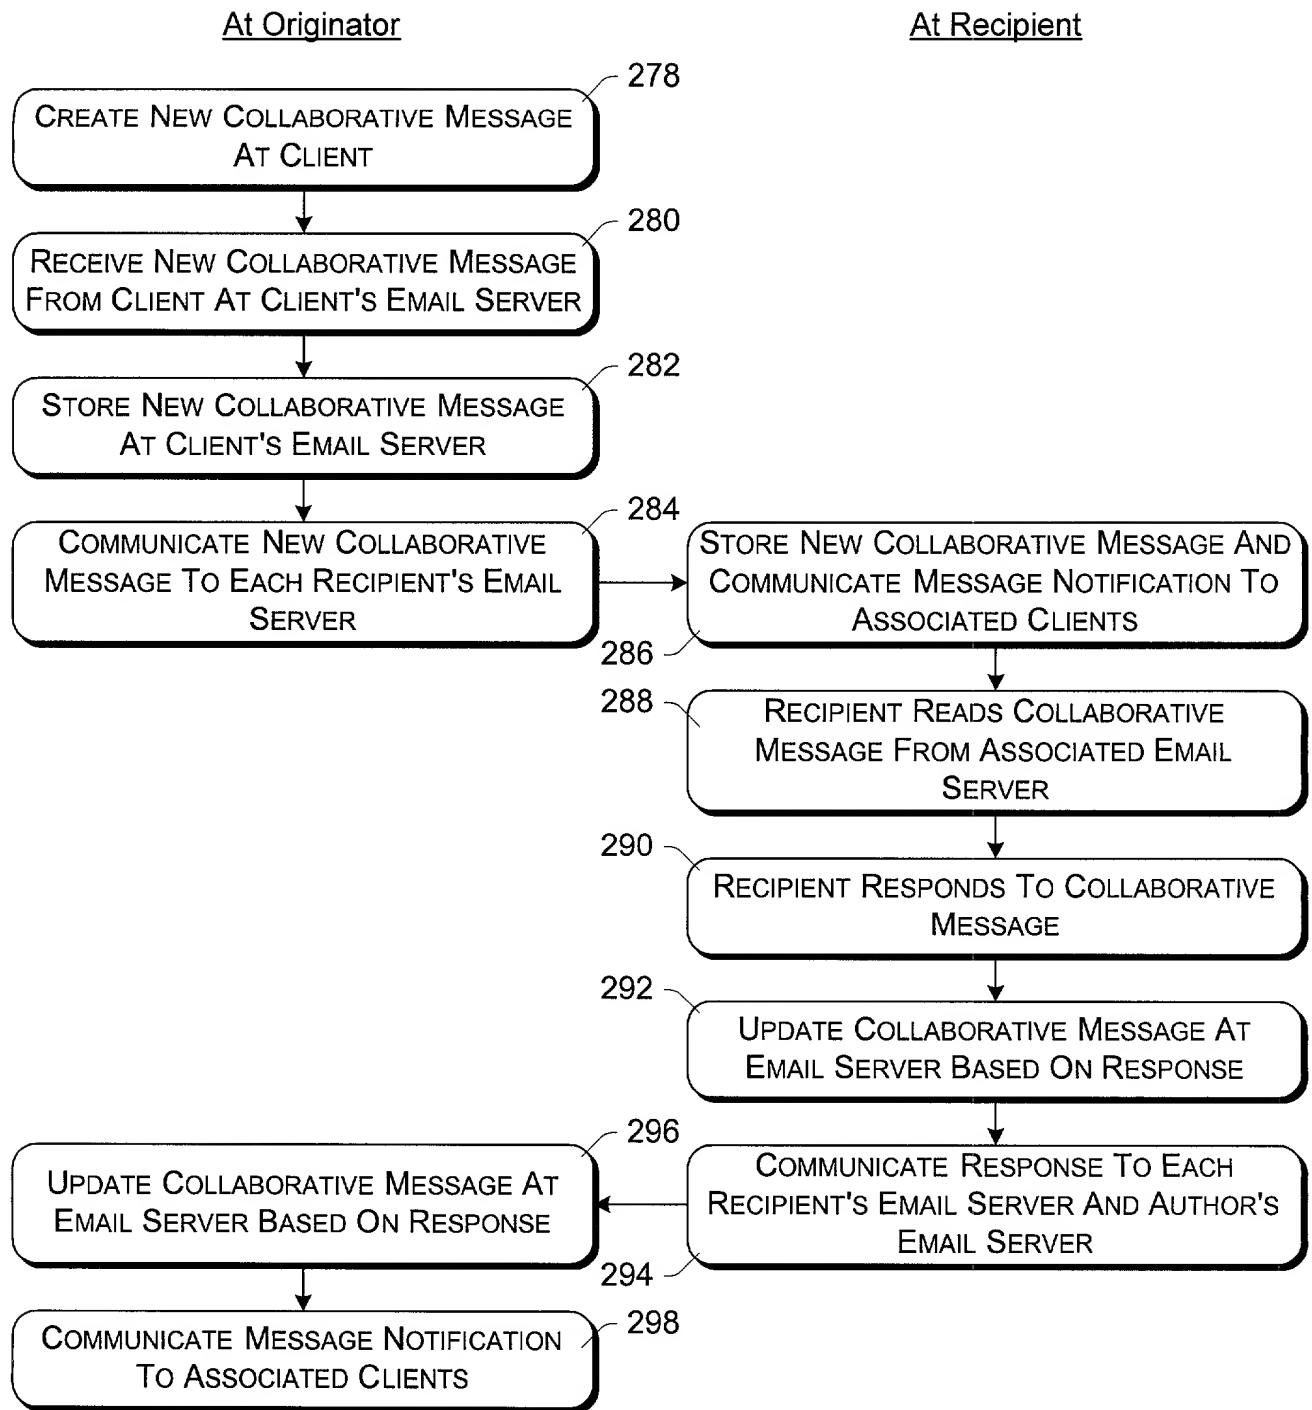 At Originator
At Recipient
278
CREATE NEW COLLABORATIVE MESSAGE
AT CLIENT
280
RECEIVE NEW COLLABORATIVE MESSAGE
FROM CLIENT AT CLIENT'S EMAIL SERVER
282
STORE NEW COLLABORATIVE MESSAGE
AT CLIENT'S EMAIL SERVER
284
COMMUNICATE NEW COLLABORATIVE
MESSAGE TO EACH RECIPIENT'S EMAIL
SERVER
STORE NEW COLLABORATIVE MESSAGE AND
COMMUNICATE MESSAGE NOTIFICATION TO
ASSOCIATED CLIENTS
286
288
RECIPIENT READS COLLABORATIVE
MESSAGE FROM ASSOCIATED EMAIL
SERVER
290
RECIPIENT RESPONDS TO COLLABORATIVE
MESSAGE
292
UPDATE COLLABORATIVE MESSAGE AT
EMAIL SERVER BASED ON RESPONSE
COMMUNICATE RESPONSE TO EACH
RECIPIENT'S EMAIL SERVER AND AUTHOR'S
EMAIL SERVER
294
296
UPDATE COLLABORATIVE MESSAGE AT
EMAIL SERVER BASED ON RESPONSE
298
COMMUNICATE MESSAGE NOTIFICATION
TO ASSOCIATED CLIENTS